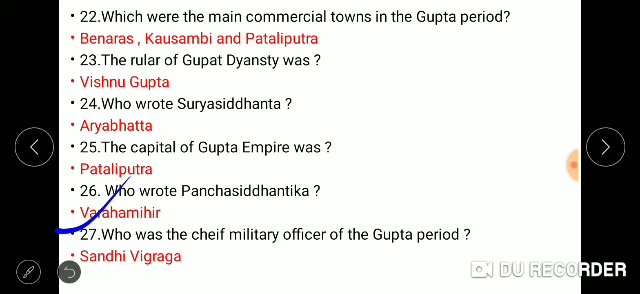 • 22.Which were the main commercial towns in the Gupta period?
• Benaras , Kausambi and Pataliputra
• 23.The rular of Gupat Dyansty was ?
• Vishnu Gupta
• 24.Who wrote Suryasiddhanta ?
• Aryabhatta
• 25.The capital of Gupta Empire was ?
• Pataliputra
• 26. Who wrote Panchasiddhantika ?
• Varahamihir
• 27.Who was the cheif military officer of the Gupta period ?
• Sandhi Vigraga
DU RECORDER